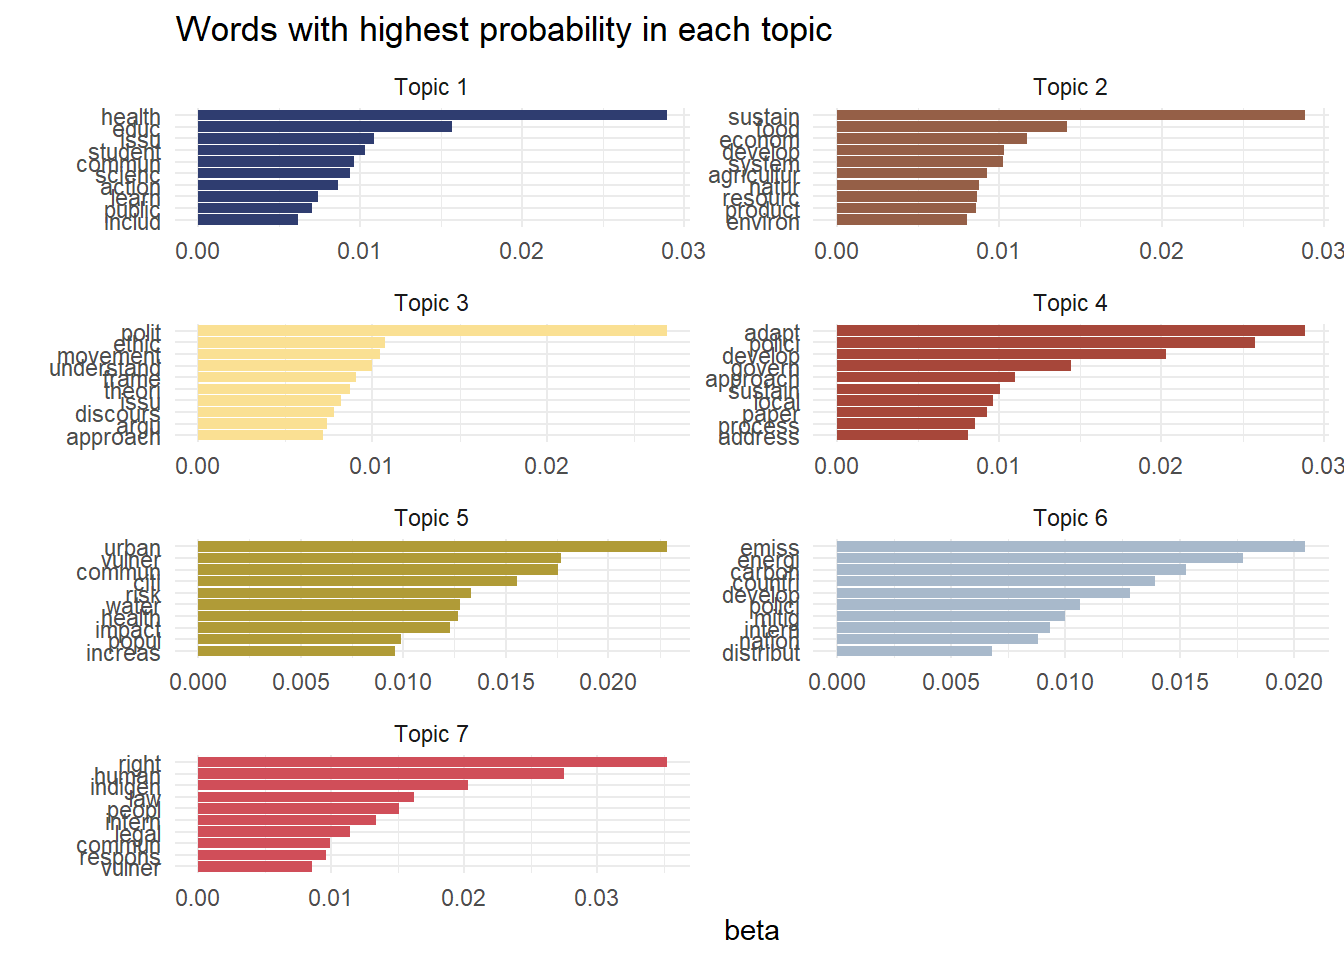 Words with highest probability in each topic
Topic 1
health
educ
issu
student
commun
scienc
action
learn
public
includ
0.00 0.01 0.02 0.03
Topic 2
sustain
food
econom
develop
system
agricultur
natur
resourc
product
environ
0.00 0.01 0.02 0.03
Topic 3
polit
ethic
movement
understand
frame
theori
issu
discours
argu
approach
0.00 0.01 0.02
Topic 4
adapt
polici
develop
govern
approach
sustain
local
paper
process
address
0.00 0.01 0.02 0.03
Topic 5
urban
vulner
commun
citi
risk
water
health
impact
popul
increas
0.000 0.005 0.010 0.015 0.020
Topic 6
emiss
energi
carbon
countri
develop
polici
mitig
intern
nation
distribut
0.000 0.005 0.010 0.015 0.020
Topic 7
right
human
indigen
law
peopl
intern
legal
commun
respons
vulner
0.00 0.01 0.02 0.03
beta